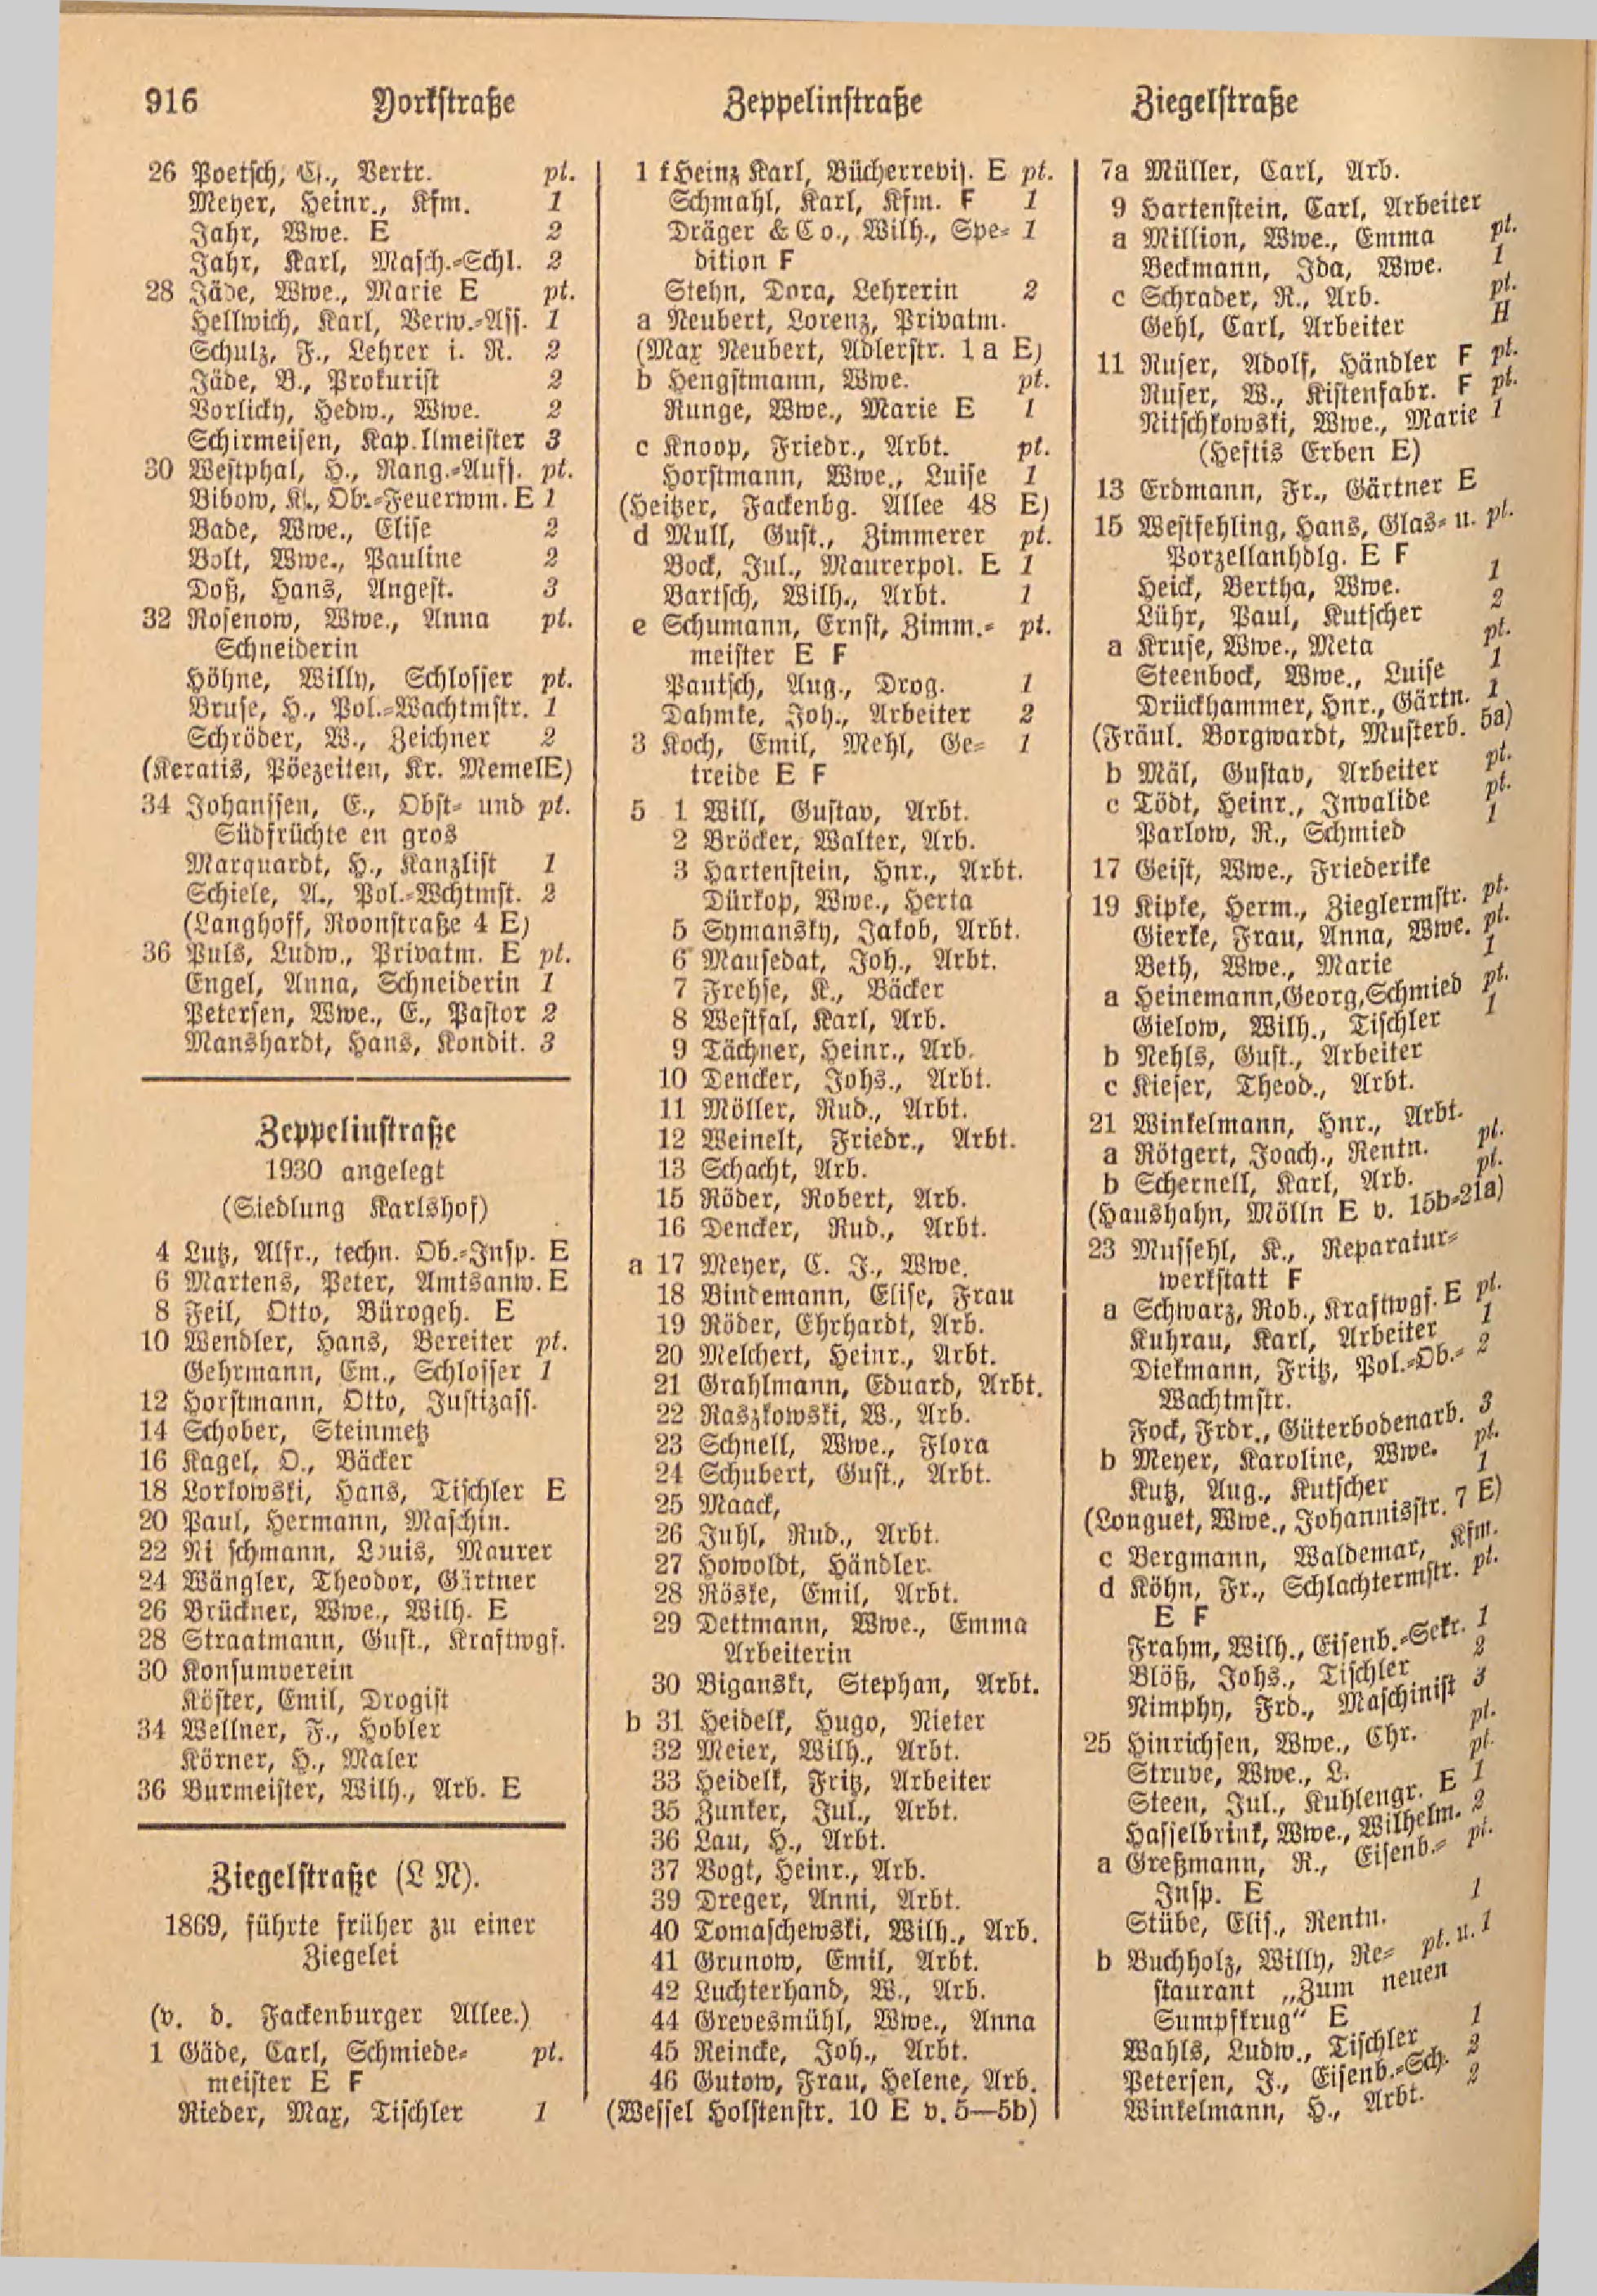 916 Yorkstraße Zeppelinstraße Ziegelstraße
26 Poetsch, C., Vertr. pt.
Meyer, Heinr., Kfm. 1
Jahr, Wwe. E 2
Jahr, Karl, Masch.-Schl. 2
28 Jäde, Wwe., Marie E pt.
Hellwich, Karl, Verw.-Ass. 1
Schulz, F., Lehrer i. R. 2
Jäde, B., Prokurist 2
Vorlicky, Hedw., Wwe. 2
Schirmeisen, Kap.llmeister 3
30 Westphal, H., Rang.-Auff. pt.
Bibow, K., Ob.-Feuerwm. E 1
Bade, Wwe., Elise 2
Bolt, Wwe., Pauline 2
Doß, Hans, Angest. 3
32 Rosenow, Wwe., Anna pt.
Schneiderin
Höhne, Willy, Schlosser pt.
Bruse, H., Pol.-Wachtmstr. 1
Schröder, W., Zeichner 2
(Keratis, Pöezeiten, Kr. Memel E)
34 Johanssen, E., Obst- und pt.
Südfrüchte en gros
Marquardt, H., Kanzlist 1
Schiele, A., Pol.-Wchtmst. 2
(Langhoff, Roonstraße 4 E)
36 Puls, Ludw., Privatm. E pt.
Engel, Anna, Schneiderin 1
Petersen, Wwe., E., Pastor 2
Manshardt, Hans, Kondit. 3
Zeppelinstraße
1930 angelegt
(Siedlung Karlshof)
4 Lutz, Alfr., techn. Ob.-Insp. E
6 Martens, Peter, Amtsanw. E
8 Feil, Otto, Bürogeh. E
10 Wendler, Hans, Bereiter pt.
Gehrmann, Em., Schlosser 1
12 Horstmann, Otto, Justizass.
14 Schober, Steinmetz
16 Kagel, O., Bäcker
18 Lorkowski, Hans, Tischler E
20 Paul, Hermann, Maschin.
22 Ni schmann, Louis, Maurer
24 Wängler, Theodor, Gärtner
26 Brückner, Wwe., Wilh. E
28 Straatmann, Gust., Kraftwgf.
30 Konsumverein
Köster, Emil, Drogist
34 Wellner, F., Hobler
Körner, H., Maler
36 Burmeister, Wilh., Arb. E
Ziegelstraße (L N).
1869, führte früher zu einer
Ziegelei
(v. d. Fackenburger Allee.)
1 Gäde, Carl, Schmiede- pt.
meister E F
Rieder, Max, Tischler 1
1 f Heinz Karl, Bücherrevis. E pt.
Schmahl, Karl, Kfm. F 1
Dräger & Co., Wilh., Spe- 1
dition F
Stehn, Dora, Lehrerin 2
a Neubert, Lorenz, Privatm.
(Max Neubert, Adlerstr. 1 a E)
b Hengstmann, Wwe. pt.
Runge, Wwe., Marie E 1
c Knoop, Friedr., Arbt. pt.
Horstmann, Wwe., Luise 1
(Heitzer, Fackenbg. Allee 48 E)
d Mull, Gust., Zimmerer pt.
Bock, Jul., Maurerpol. E 1
Bartsch, Wilh., Arbt. 1
e Schumann, Ernst, Zimm.- pt.
meister E F
Pautsch, Aug., Drog. 1
Dahmke, Joh., Arbeiter 2
3 Koch, Emil, Mehl, Ge- 1
treide E F
5 1 Will, Gustav, Arbt.
2 Bröcker, Walter, Arb.
3 Hartenstein, Hnr., Arbt.
Dürkop, Wwe., Herta
5 Symansky, Jakob, Arbt.
6 Mausedat, Joh., Arbt.
7 Frehse, K., Bäcker
8 Westfal, Karl, Arb.
9 Tächner, Heinr., Arb.
10 Dencker, Johs., Arbt.
11 Möller, Rud., Arbt.
12 Weinelt, Friedr., Arbt.
13 Schacht, Arb.
15 Röder, Robert, Arb.
16 Dencker, Rud., Arbt.
a 17 Meyer, C. J., Wwe.
18 Bindemann, Elise, Frau
19 Röder, Ehrhardt, Arb.
20 Melchert, Heinr., Arbt.
21 Grahlmann, Eduard, Arbt.
22 Raszkowski, W., Arb.
23 Schnell, Wwe., Flora
24 Schubert, Gust., Arbt.
25 Maack,
26 Juhl, Rud., Arbt.
27 Howoldt, Händler
28 Röske, Emil, Arbt.
29 Dettmann, Wwe., Emma
Arbeiterin
30 Biganski, Stephan, Arbt.
b 31 Heidelk, Hugo, Nieter
32 Meier, Wilh., Arbt.
33 Heidelk, Fritz, Arbeiter
35 Zunker, Jul., Arbt.
36 Lau, H., Arbt.
37 Vogt, Heinr., Arb.
39 Dreger, Anni, Arbt.
40 Tomaschewski, Wilh., Arb.
41 Grunow, Emil, Arbt.
42 Luchterhand, W., Arb.
44 Grevesmühl, Wwe., Anna
45 Reincke, Joh., Arbt.
46 Gutow, Frau, Helene, Arb.
(Wessel Holstenstr. 10 E v. 5—5b)
7a Müller, Carl, Arb.
9 Hartenstein, Carl, Arbeiter
a Million, Wwe., Emma pt.
Beckmann, Ida, Wwe. 1
c Schrader, R., Arb. pt.
Gehl, Carl, Arbeiter H
11 Ruser, Adolf, Händler F pt.
Ruser, W., Kistenfabr. F pt.
Nitschkowski, Wwe., Marie 1
(Heftis Erben E)
13 Erdmann, Fr., Gärtner E
15 Westfehling, Hans, Glas- u. pt.
Porzellanhdlg. E F
Heick, Bertha, Wwe. 1
Lühr, Paul, Kutscher 2
a Kruse, Wwe., Meta pt.
Steenbock, Wwe., Luise 1
Drückhammer, Hnr., Gärtn. 1
(Fräul. Borgwardt, Musterb. 5a)
b Mäl, Gustav, Arbeiter pt.
c Tödt, Heinr., Invalide pt.
Parlow, R., Schmied 1
17 Geist, Wwe., Friederike
19 Kipke, Herm., Zieglermstr. pt.
Gierke, Frau, Anna, Wwe. pt.
Beth, Wwe., Marie 1
a Heinemann, Georg, Schmied pt.
Gielow, Wilh., Tischler 1
b Nehls, Gust., Arbeiter
c Kieser, Theod., Arbt.
21 Winkelmann, Hnr., Arbt.
a Rötgert, Joach., Rentn. pt.
b Schernell, Karl, Arb. pt.
(Haushahn, Mölln E v. 15b-21a)
23 Mussehl, K., Reparatur-
werkstatt F
a Schwarz, Rob., Kraftwgf. E pt.
Kuhrau, Karl, Arbeiter 1
Diekmann, Fritz, Pol.-Ob.- 2
Wachtmstr.
Fock, Frdr., Güterbodenarb. 3
b Meyer, Karoline, Wwe. pt.
Kutz, Aug., Kutscher 1
(Longuet, Wwe., Johannisstr. 7 E)
c Bergmann, Waldemar, Kfm.
d Köhn, Fr., Schlachtermstr. pt.
E F
Frahm, Wilh., Eisenb.-Sekr. 1
Blöß, Johs., Tischler 2
Nimphy, Frd., Maschinist 3
25 Hinrichsen, Wwe., Chr. pt.
Struve, Wwe., L. pt.
Steen, Jul., Kuhlengr. E 1
Hasselbrink, Wwe., Wilhelm. 2
a Greßmann, R., Eisenb.- pt.
Insp. E
Stübe, Elis., Rentn. 1
b Buchholz, Willy, Re- pt. u. 1
staurant „Zum neuen
Sumpfkrug“ E
Wahls, Ludw., Tischler 1
Petersen, J., Eisenb.-Sch. 2
Winkelmann, H., Arbt. 2